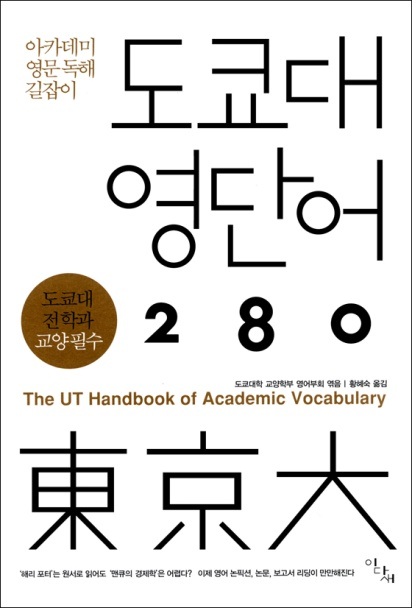 아카데미
영문 독해
길잡이
도쿄대
영단어
280
도쿄대
전학과
교양 필수
도쿄대학 교양학부 영어부회 엮음 | 황혜숙 옮김
The UT Handbook of Academic Vocabulary
東京大
'해리 포터'는 원서로 읽어도 '맨큐의 경제학'은 어렵다? 이제 영어 논픽션, 논문, 보고서 리딩이 만만해진다
이다새